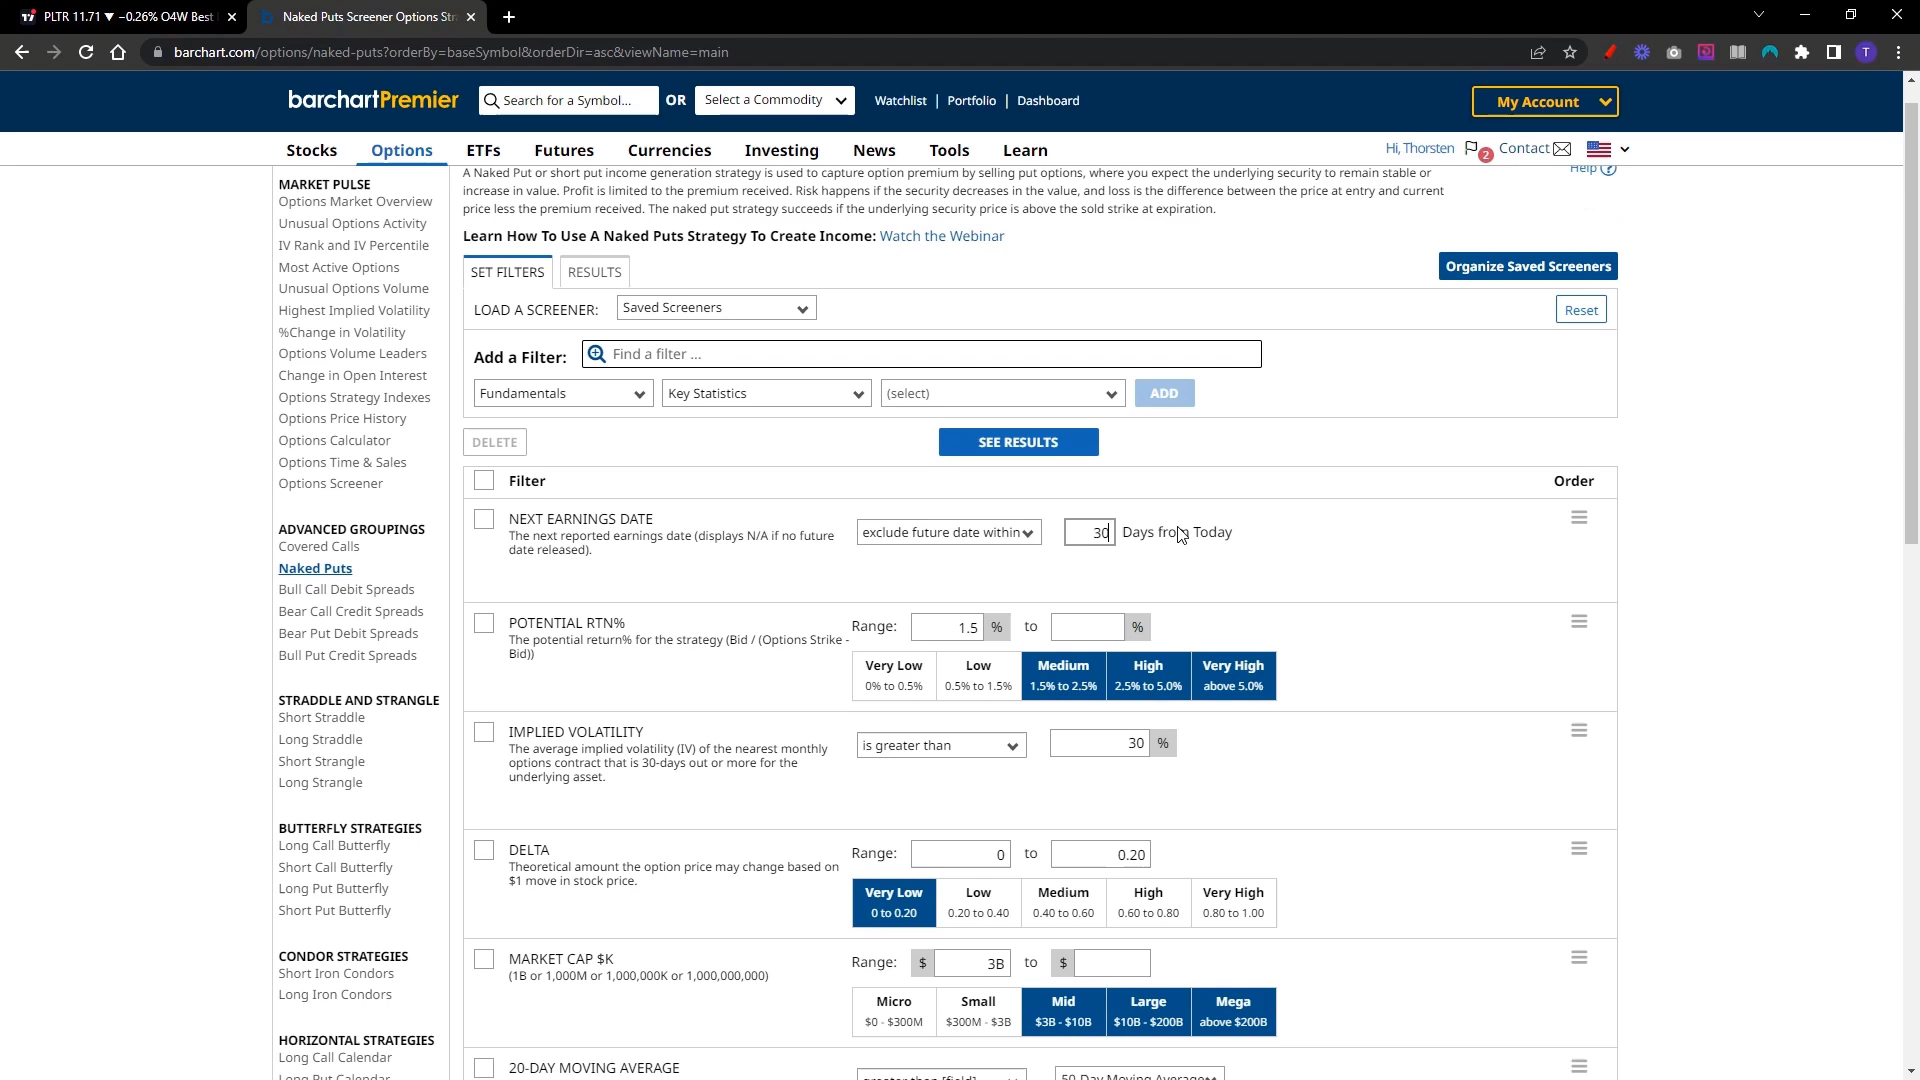 PLTR 11.71 ▼ −0.26% O4W Best
Naked Puts Screener Options Str
barchart.com/options/naked-puts?orderBy=baseSymbol&orderDir=asc&viewName=main
T
barchartPremier
Search for a Symbol...
OR
Select a Commodity
Watchlist | Portfolio | Dashboard
My Account
Stocks
Options
ETFs
Futures
Currencies
Investing
News
Tools
Learn
Hi, Thorsten
2
Contact
MARKET PULSE
Options Market Overview
Unusual Options Activity
IV Rank and IV Percentile
Most Active Options
Unusual Options Volume
Highest Implied Volatility
%Change in Volatility
Options Volume Leaders
Change in Open Interest
Options Strategy Indexes
Options Price History
Options Calculator
Options Time & Sales
Options Screener
ADVANCED GROUPINGS
Covered Calls
Naked Puts
Bull Call Debit Spreads
Bear Call Credit Spreads
Bear Put Debit Spreads
Bull Put Credit Spreads
STRADDLE AND STRANGLE
Short Straddle
Long Straddle
Short Strangle
Long Strangle
BUTTERFLY STRATEGIES
Long Call Butterfly
Short Call Butterfly
Long Put Butterfly
Short Put Butterfly
CONDOR STRATEGIES
Short Iron Condors
Long Iron Condors
HORIZONTAL STRATEGIES
Long Call Calendar
Long Put Calendar
A Naked Put or short put income generation strategy is used to capture option premium by selling put options, where you expect the underlying security to remain stable or
increase in value. Profit is limited to the premium received. Risk happens if the security decreases in the value, and loss is the difference between the price at entry and current
price less the premium received. The naked put strategy succeeds if the underlying security price is above the sold strike at expiration.
Help ?
Learn How To Use A Naked Puts Strategy To Create Income: Watch the Webinar
SET FILTERS
RESULTS
Organize Saved Screeners
LOAD A SCREENER:
Saved Screeners
Reset
Add a Filter:
Find a filter ...
Fundamentals
Key Statistics
(select)
ADD
DELETE
SEE RESULTS
Filter
Order
NEXT EARNINGS DATE
The next reported earnings date (displays N/A if no future
date released).
exclude future date within
30
Days from Today
POTENTIAL RTN%
The potential return% for the strategy (Bid / (Options Strike -
Bid))
Range: 1.5 % to %
Very Low Low Medium High Very High
0% to 0.5% 0.5% to 1.5% 1.5% to 2.5% 2.5% to 5.0% above 5.0%
IMPLIED VOLATILITY
The average implied volatility (IV) of the nearest monthly
options contract that is 30-days out or more for the
underlying asset.
is greater than
30 %
DELTA
Theoretical amount the option price may change based on
$1 move in stock price.
Range: 0 to 0.20
Very Low Low Medium High Very High
0 to 0.20 0.20 to 0.40 0.40 to 0.60 0.60 to 0.80 0.80 to 1.00
MARKET CAP $K
(1B or 1,000M or 1,000,000K or 1,000,000,000)
Range: $ 3B to $
Micro Small Mid Large Mega
$0 - $300M $300M - $3B $3B - $10B $10B - $200B above $200B
20-DAY MOVING AVERAGE
greater than [field]
50-Day Moving Average